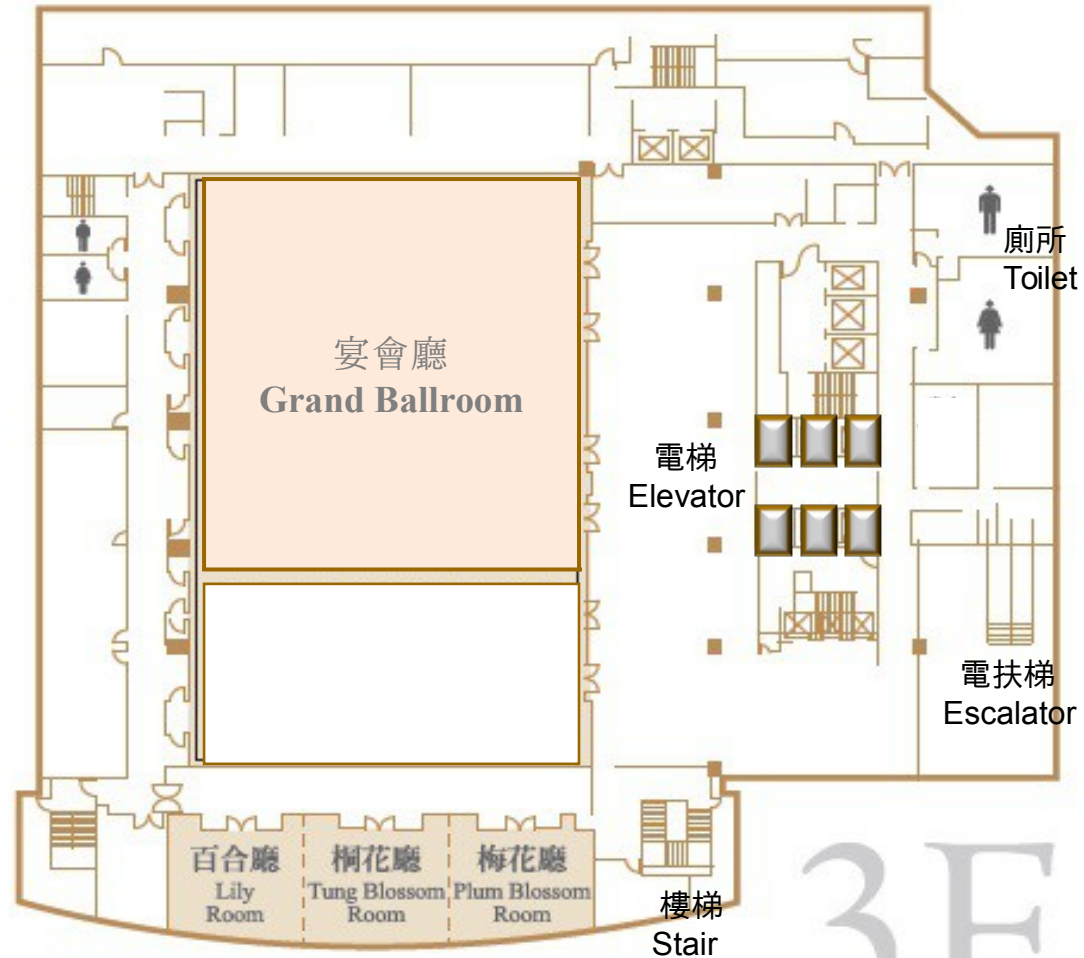 廁所
Toilet
宴會廳
Grand Ballroom
電梯
Elevator
電扶梯
Escalator
百合廳
Lily
Room
桐花廳
Tung Blossom
Room
梅花廳
Plum Blossom
Room
樓梯
Stair
3F